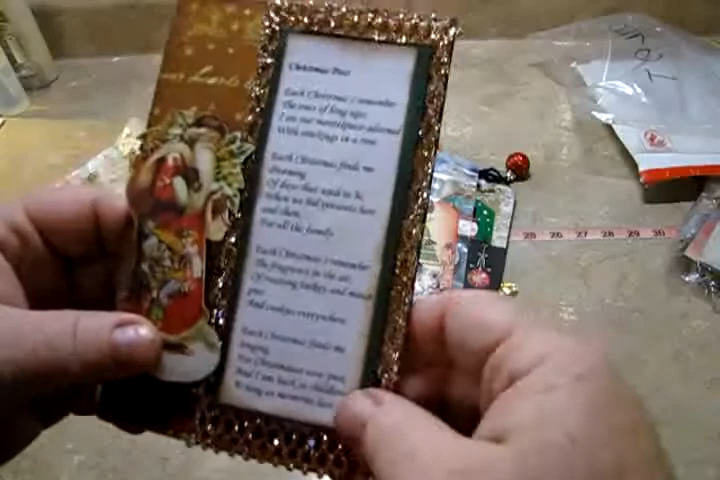 Christmas Past
Each Christmas I remember
The ones of long ago;
I see our mantelpiece adorned
With stockings in a row.
Each Christmas finds me
dreaming
Of days that used to be,
When we hid presents here
and there,
For all the family.
Each Christmas I remember
The fragrance in the air,
Of roasting turkey and mince
pies
And cookies everywhere.
Each Christmas finds me
longing
For Christmases now past,
And I am back in childhood
As long as memories last.
26 27 28 29 30